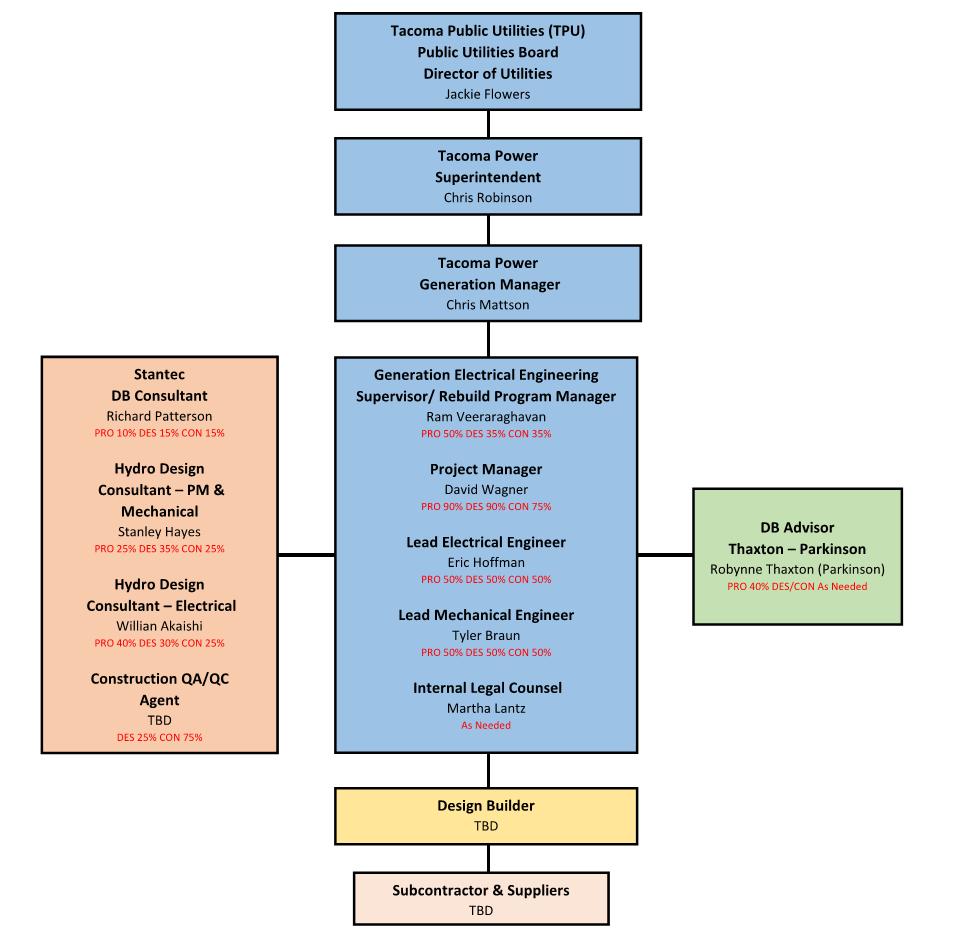 Tacoma Public Utilities (TPU)
Public Utilities Board
Director of Utilities
Jackie Flowers
Tacoma Power
Superintendent
Chris Robinson
Tacoma Power
Generation Manager
Chris Mattson
Stantec
DB Consultant
Richard Patterson
PRO 10% DES 15% CON 15%
Hydro Design
Consultant – PM &
Mechanical
Stanley Hayes
PRO 25% DES 35% CON 25%
Hydro Design
Consultant – Electrical
Willian Akaishi
PRO 40% DES 30% CON 25%
Construction QA/QC
Agent
TBD
DES 25% CON 75%
Generation Electrical Engineering
Supervisor/ Rebuild Program Manager
Ram Veeraraghavan
PRO 50% DES 35% CON 35%
Project Manager
David Wagner
PRO 90% DES 90% CON 75%
Lead Electrical Engineer
Eric Hoffman
PRO 50% DES 50% CON 50%
Lead Mechanical Engineer
Tyler Braun
PRO 50% DES 50% CON 50%
Internal Legal Counsel
Martha Lantz
As Needed
DB Advisor
Thaxton – Parkinson
Robynne Thaxton (Parkinson)
PRO 40% DES/CON As Needed
Design Builder
TBD
Subcontractor & Suppliers
TBD